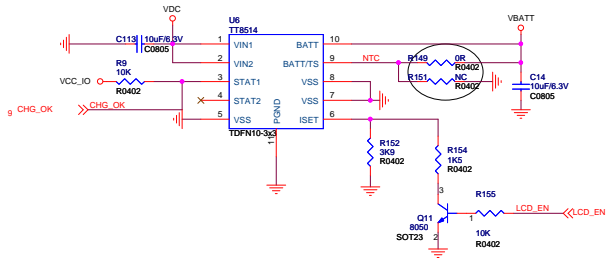 VDC
VBATT
U6
TT8514
C113
10uF/6.3V
C0805
1
VIN1
BATT
10
2
VIN2
BATT/TS
9
NTC
R149
0R
R0402
R9
10K
R0402
VCC_IO
3
STAT1
VSS
8
R151
NC
R0402
C14
10uF/6.3V
C0805
4
STAT2
VSS
7
9
CHG_OK
CHG_OK
5
VSS
PGND
ISET
6
TDFN10-3x3
11
R152
3K9
R0402
R154
1K5
R0402
3
R155
LCD_EN
LCD_EN
Q11
8050
SOT23
1
2
10K
R0402